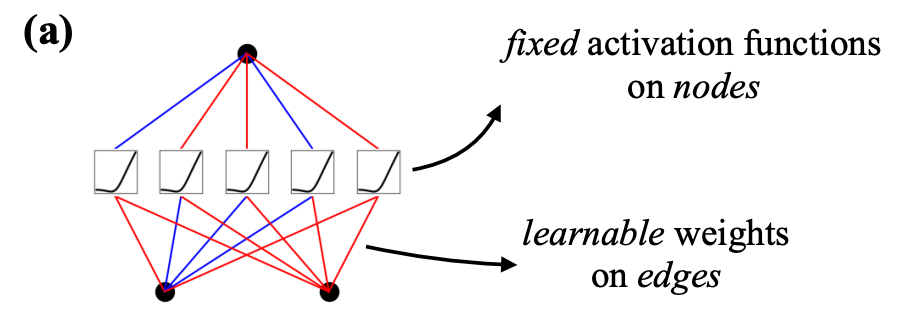 (a)
fixed activation functions
on nodes
learnable weights
on edges